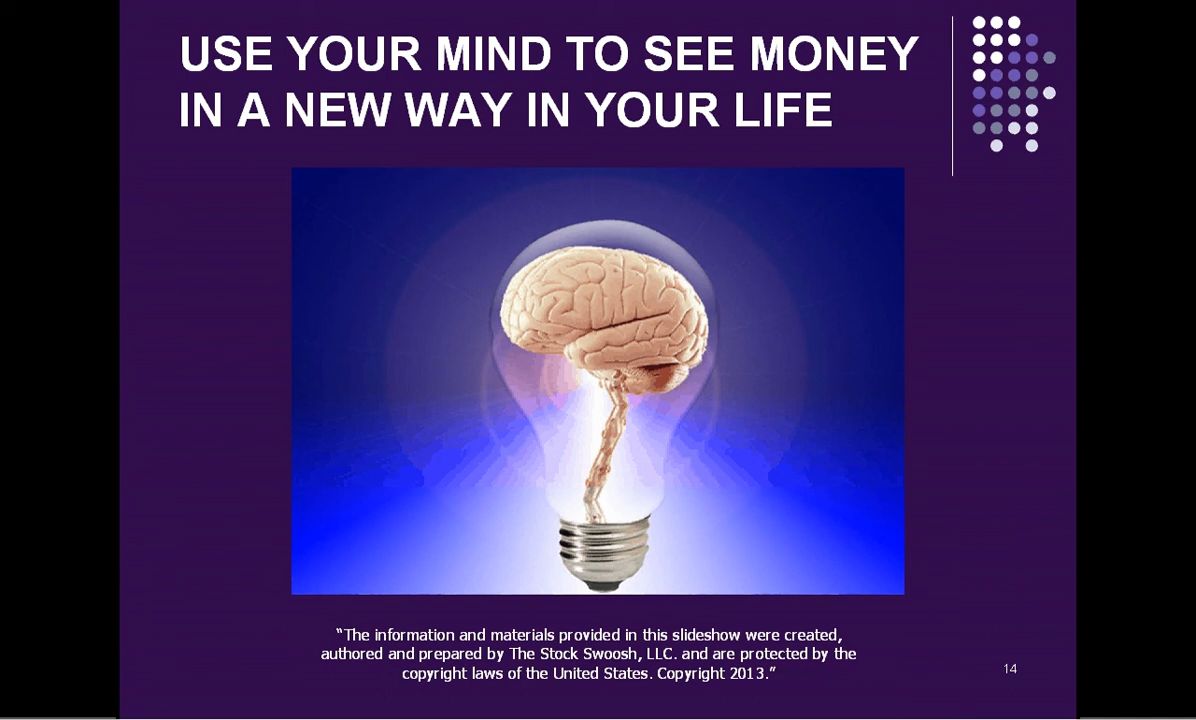 USE YOUR MIND TO SEE MONEY
IN A NEW WAY IN YOUR LIFE
“The information and materials provided in this slideshow were created,
authored and prepared by The Stock Swoosh, LLC. and are protected by the
copyright laws of the United States. Copyright 2013.”
14